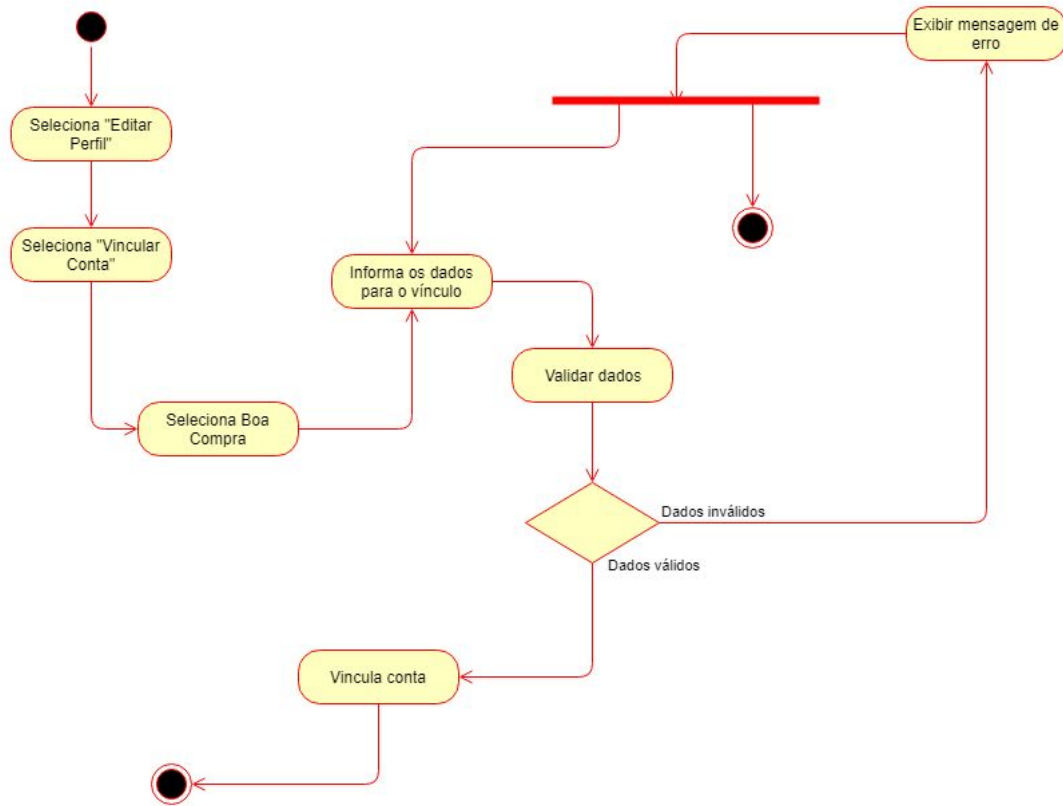 Exibir mensagem de
erro
Seleciona "Editar
Perfil"
Seleciona "Vincular
Conta"
Informa os dados
para o vínculo
Validar dados
Seleciona Boa
Compra
Dados inválidos
Dados válidos
Vincula conta